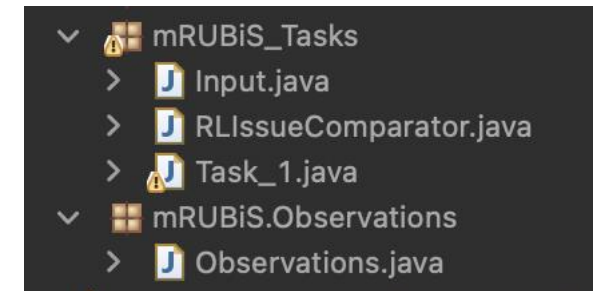 mRUBiS_Tasks
Input.java
RLIssueComparator.java
Task_1.java
mRUBiS.Observations
Observations.java